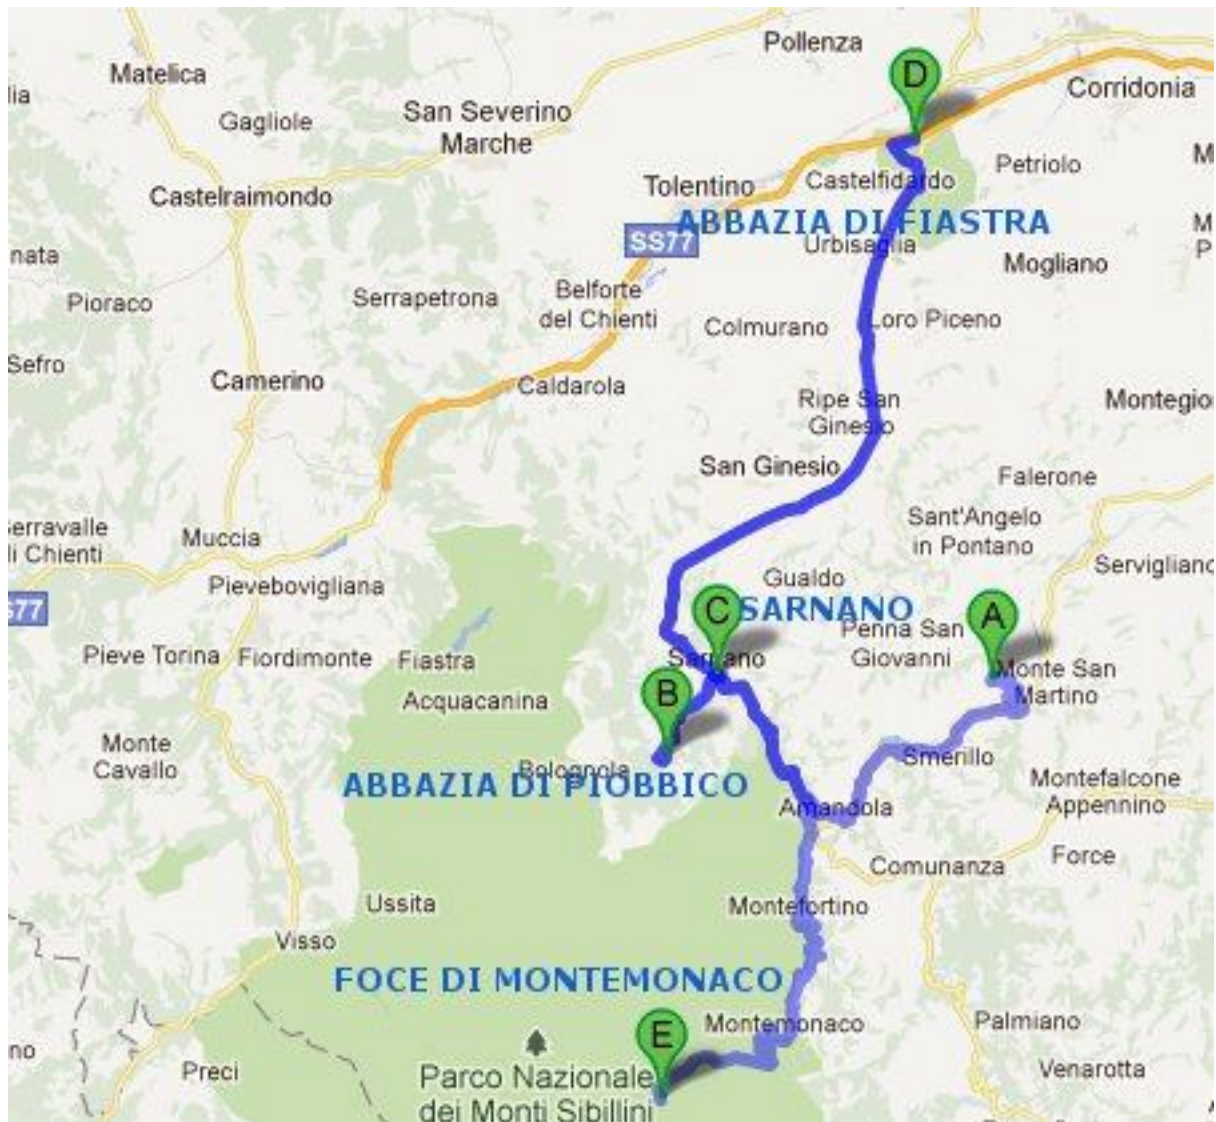 Pollenza
D
Matelica
Corridonia
lia
San Severino
Marche
Gagliole
Petriolo
M
Castelraimondo
Tolentino
Castelfidardo
ABBAZIA DI FIASTRA
SS77
Urbisaglia
M
P
nata
Mogliano
Pioraco
Serrapetrona
Belforte
del Chienti
Colmurano
Loro Piceno
Sefro
Camerino
Caldarola
Ripe San
Ginesio
Montegio
San Ginesio
Falerone
erravalle
di Chienti
Muccia
Sant'Angelo
in Pontano
Pievebovigliana
Gualdo
Servigliano
S77
C
SARNANO
A
Penna San
Giovanni
Pieve Torina
Fiordimonte
Fiastra
Sarnano
Monte San
Martino
B
Acquacanina
Monte
Cavallo
Bolognola
ABBAZIA DI PIOBBICO
Smerillo
Montefalcone
Appennino
Amandola
Comunanza
Force
Ussita
Montefortino
Visso
FOCE DI MONTEMONACO
E
Montemonaco
Palmiano
no
Preci
Parco Nazionale
dei Monti Sibillini
Venarotta